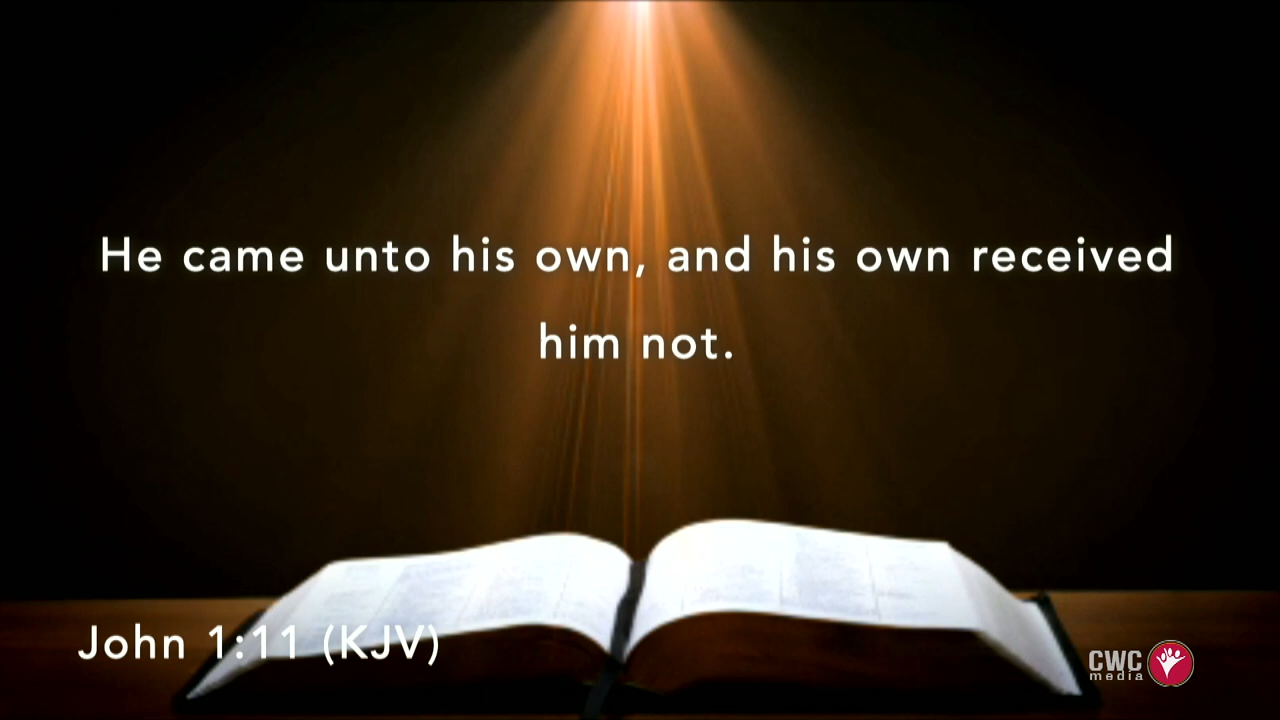 He came unto his own, and his own received
him not.
John 1:11 (KJV)
CWC
media